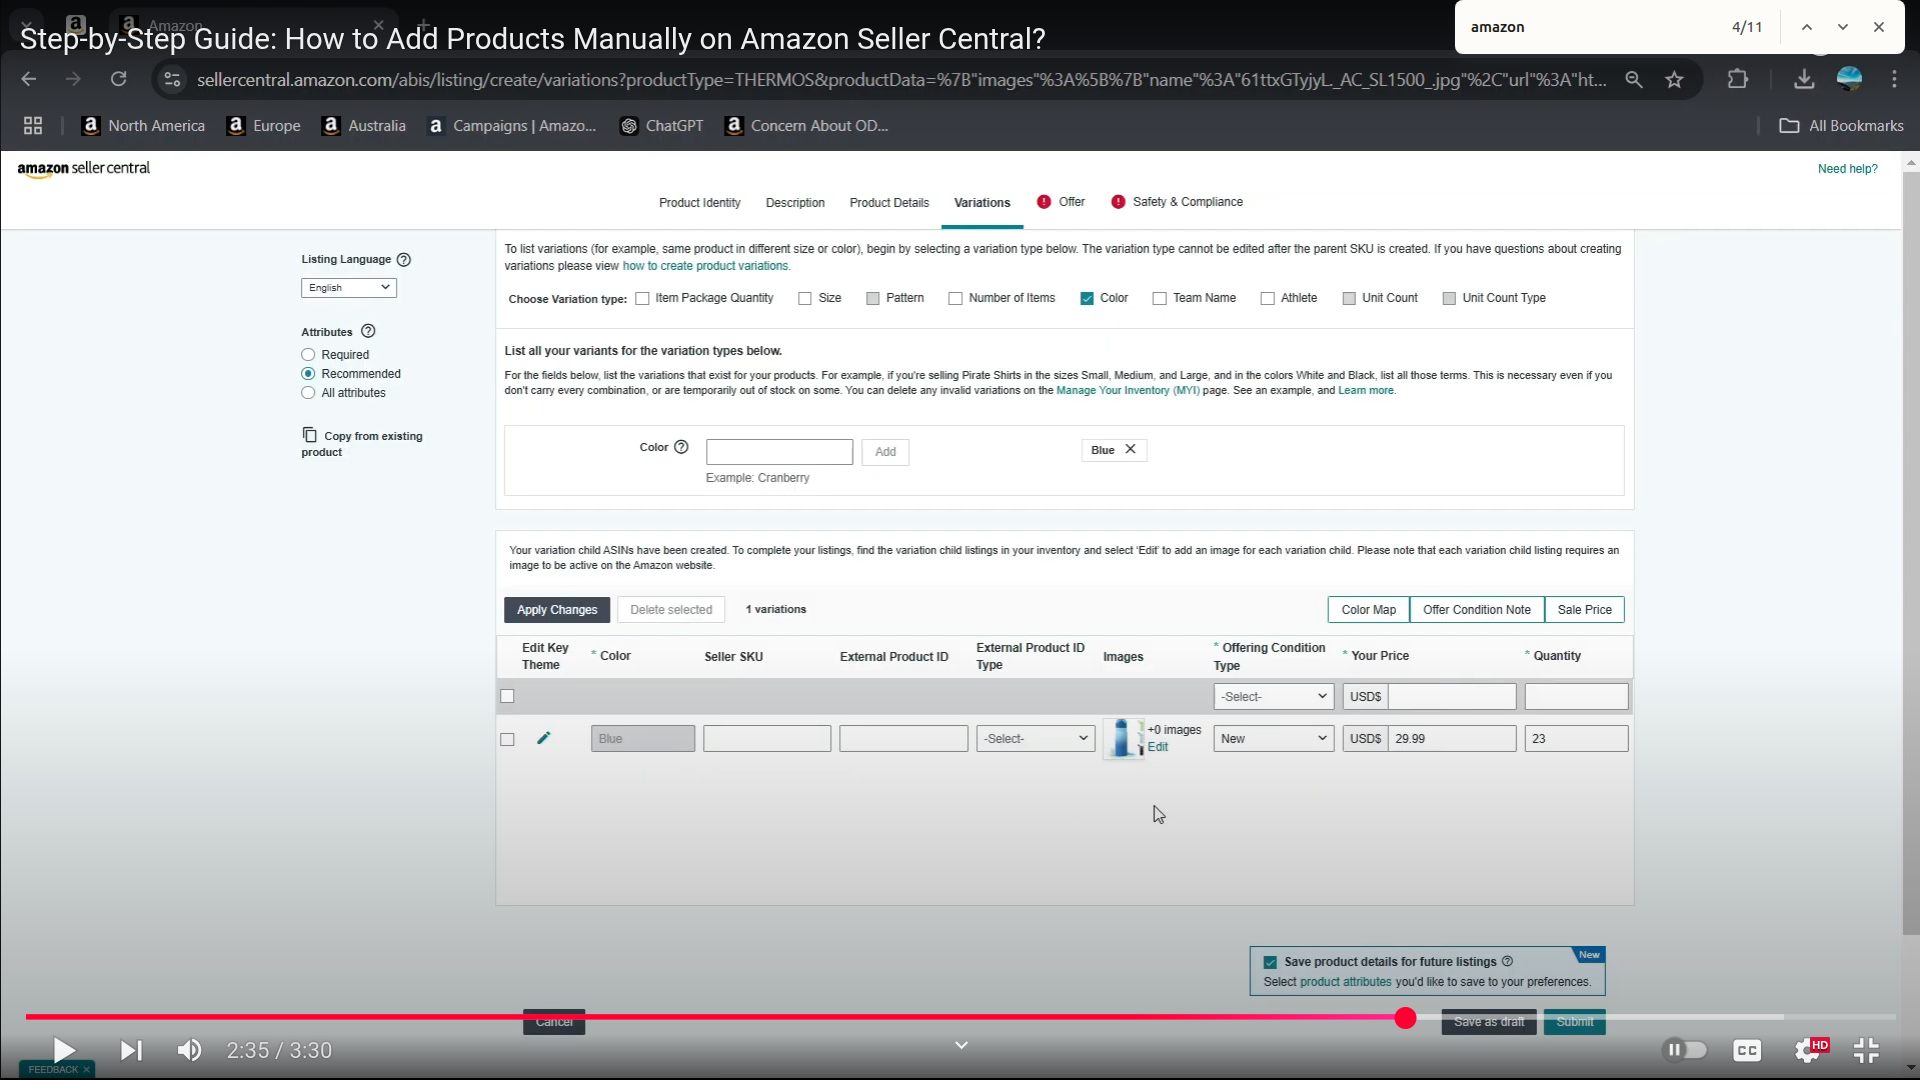 Amazon
Step-by-Step Guide: How to Add Products Manually on Amazon Seller Central?
amazon
4/11
sellercentral.amazon.com/abis/listing/create/variations?productType=THERMOS&productData=%7B"images"%3A%5B%7B"name"%3A"61ttxGTyjyL._AC_SL1500_.jpg"%2C"url"%3A"ht...
North America
Europe
Australia
Campaigns | Amazo...
ChatGPT
Concern About OD...
All Bookmarks
amazon seller central
Need help?
Product Identity
Description
Product Details
Variations
Offer
Safety & Compliance
Listing Language
English
Attributes
Required
Recommended
All attributes
Copy from existing
product
To list variations (for example, same product in different size or color), begin by selecting a variation type below. The variation type cannot be edited after the parent SKU is created. If you have questions about creating
variations please view how to create product variations.
Choose Variation type: Item Package Quantity Size Pattern Number of Items Color Team Name Athlete Unit Count Unit Count Type
List all your variants for the variation types below.
For the fields below, list the variations that exist for your products. For example, if you're selling Pirate Shirts in the sizes Small, Medium, and Large, and in the colors White and Black, list all those terms. This is necessary even if you
don't carry every combination, or are temporarily out of stock on some. You can delete any invalid variations on the Manage Your Inventory (MYI) page. See an example, and Learn more.
Color
Add
Blue
Example: Cranberry
Your variation child ASINs have been created. To complete your listings, find the variation child listings in your inventory and select 'Edit' to add an image for each variation child. Please note that each variation child listing requires an
image to be active on the Amazon website.
Apply Changes
Delete selected
1 variations
Color Map
Offer Condition Note
Sale Price
Edit Key
Theme
* Color
Seller SKU
External Product ID
External Product ID
Type
Images
* Offering Condition
Type
* Your Price
* Quantity
-Select-
USD$
Blue
-Select-
+0 images
Edit
New
USD$
29.99
23
New
Save product details for future listings
Select product attributes you'd like to save to your preferences.
Cancel
Save as draft
Submit
2:35 / 3:30
CC
HD
FEEDBACK